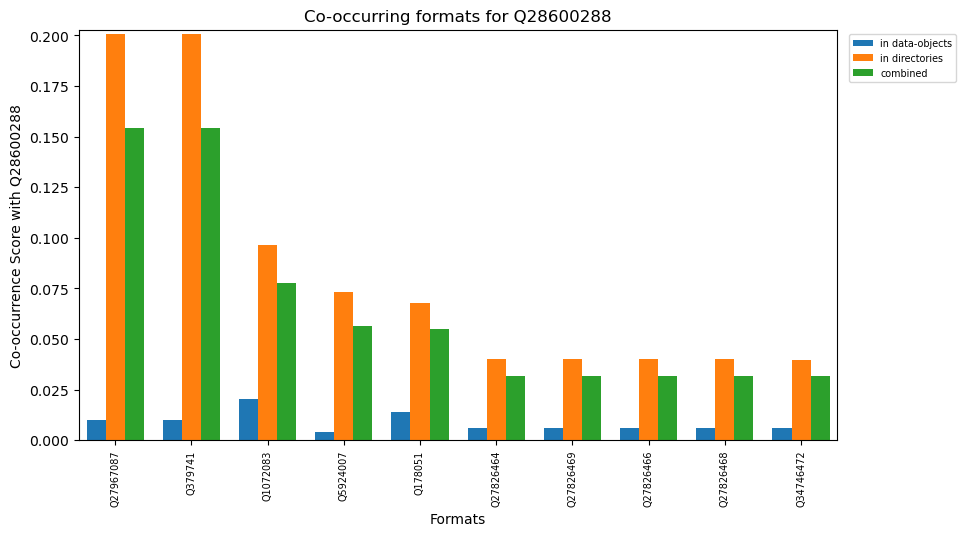 Co-occurring formats for Q28600288
Co-occurrence Score with Q28600288
0.200
0.175
0.150
0.125
0.100
0.075
0.050
0.025
0.000
Q27967087
Q379741
Q1072083
Q5924007
Q178051
Q27826464
Q27826469
Q27826466
Q27826468
Q34746472
Formats
in data-objects
in directories
combined